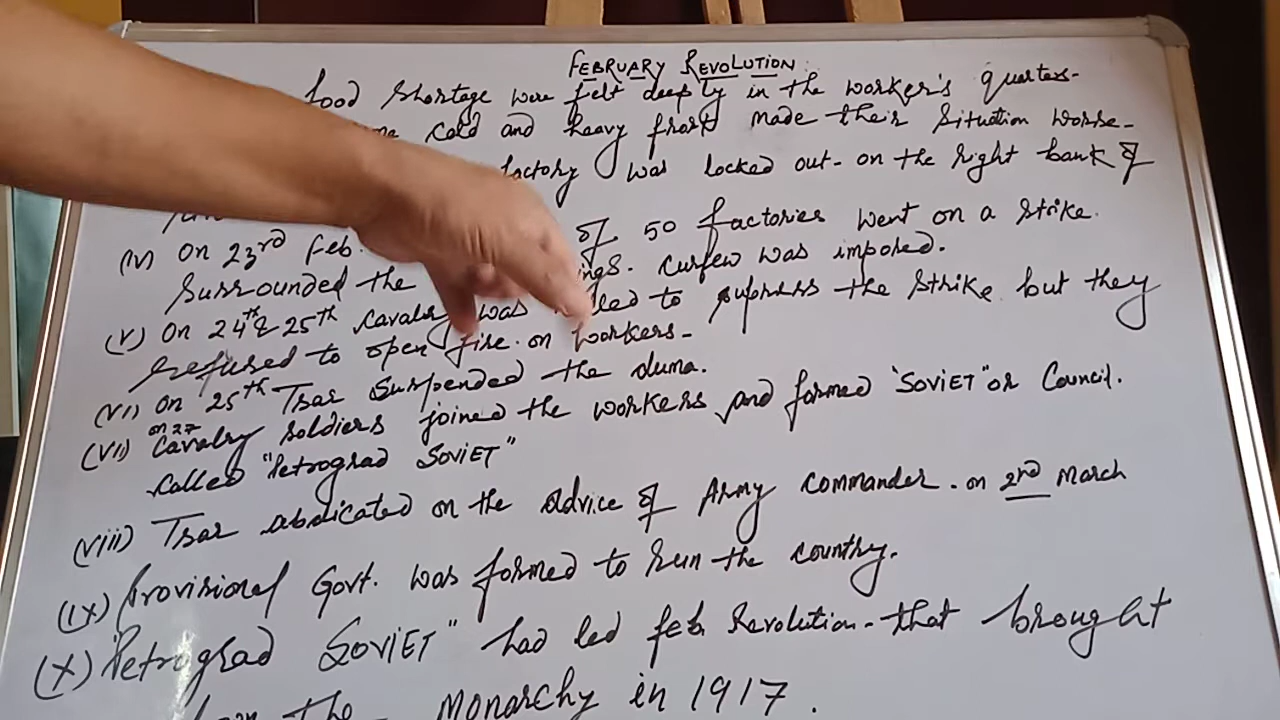 FEBRUARY REVOLUTION
food shortage were felt deeply in the worker's quarters-
cold and heavy frost made their situation worse-
factory was locked out- on the right bank of
(iv) on 23rd Feb. of 50 factories went on a strike.
surrounded the curfew was imposed.
(v) on 24th & 25th cavalry was to supress the strike but they
refused to open fire. on workers-
(vi) on 25th Tsar suspended the duma.
on 27
(vii) Cavalry soldiers joined the workers and formed "SOVIET" or Council.
called "Petrograd SOVIET"
(viii) Tsar abdicated on the advice of Army commander. on 2nd March
(ix) Provisional Govt. was formed to run the country.
(x) "Petrograd SOVIET" had led feb. revolution- that brought
the monarchy in 1917.